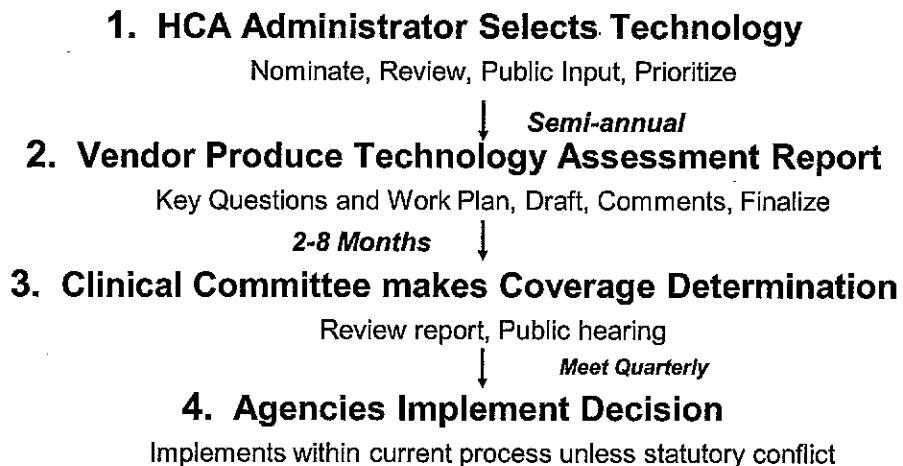 1. HCA Administrator Selects Technology
Nominate, Review, Public Input, Prioritize
Semi-annual
2. Vendor Produce Technology Assessment Report
Key Questions and Work Plan, Draft, Comments, Finalize
2-8 Months
3. Clinical Committee makes Coverage Determination
Review report, Public hearing
Meet Quarterly
4. Agencies Implement Decision
Implements within current process unless statutory conflict